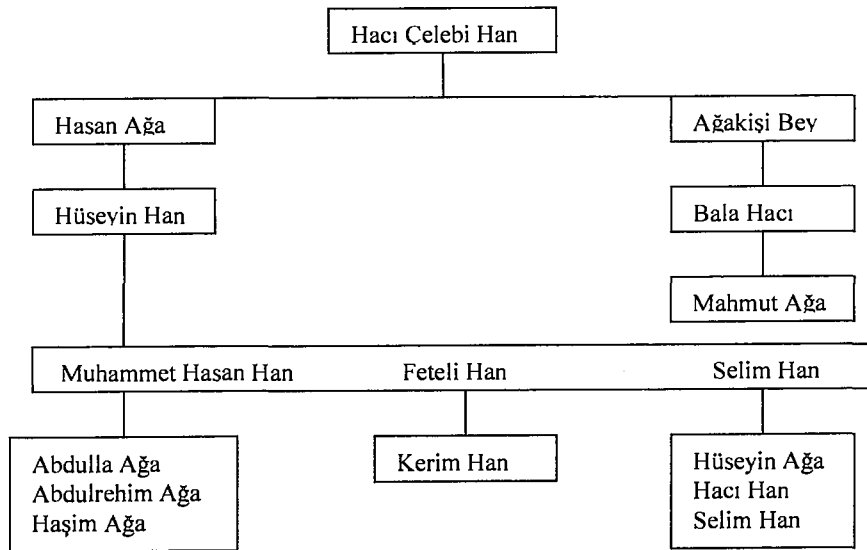 Hacı Çelebi Han
Hasan Ağa
Ağakişi Bey
Hüseyin Han
Bala Hacı
Mahmut Ağa
Muhammet Hasan Han Feteli Han Selim Han
Abdulla Ağa
Abdulrehim Ağa
Haşim Ağa
Kerim Han
Hüseyin Ağa
Hacı Han
Selim Han